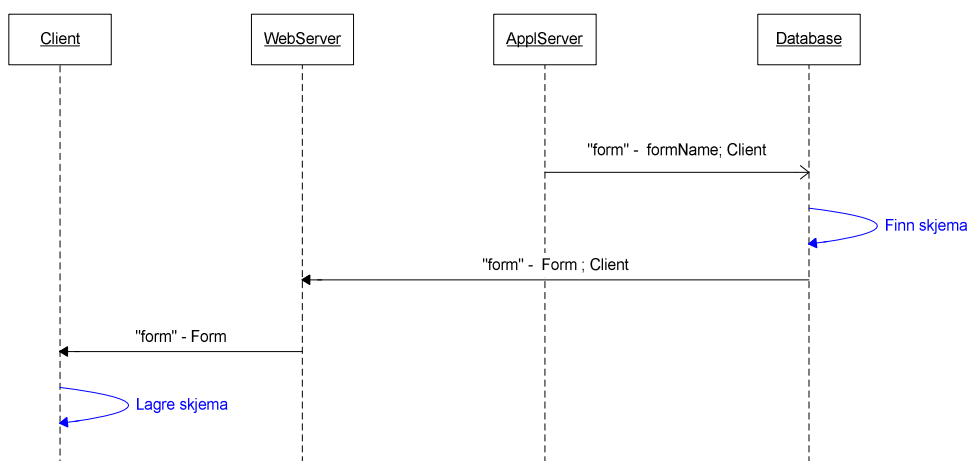 Client
WebServer
ApplServer
Database
"form" - formName; Client
Finn skjema
"form" - Form ; Client
"form" - Form
Lagre skjema